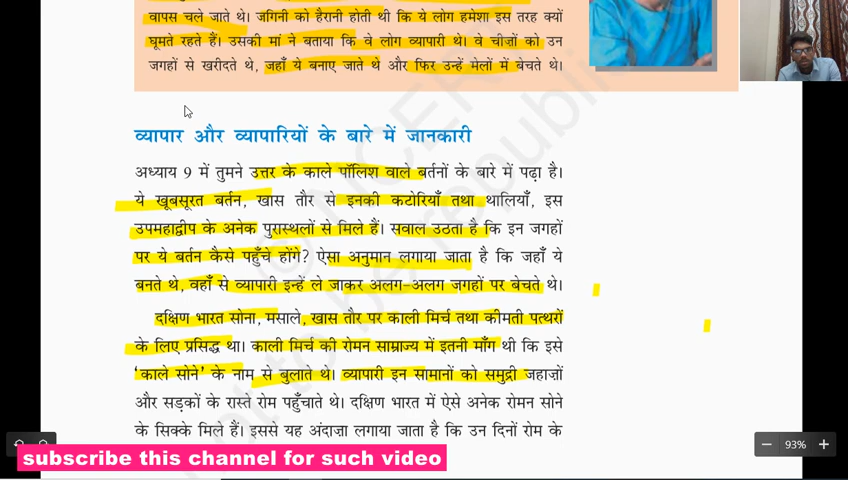 वापस चले जाते थे। जगिनी को हैरानी होती थी कि ये लोग हमेशा इस तरह क्यों
घूमते रहते हैं। उसकी मां ने बताया कि वे लोग व्यापारी थे। वे चीज़ों को उन
जगहों से खरीदते थे, जहाँ ये बनाए जाते थे और फिर उन्हें मेलों में बेचते थे।
व्यापार और व्यापारियों के बारे में जानकारी
अध्याय 9 में तुमने उत्तर के काले पॉलिश वाले बर्तनों के बारे में पढ़ा है।
ये खूबसूरत बर्तन, खास तौर से इनकी कटोरियाँ तथा थालियाँ, इस
उपमहाद्वीप के अनेक पुरास्थलों से मिले हैं। सवाल उठता है कि इन जगहों
पर ये बर्तन कैसे पहुँचे होंगे? ऐसा अनुमान लगाया जाता है कि जहाँ ये
बनते थे, वहाँ से व्यापारी इन्हें ले जाकर अलग-अलग जगहों पर बेचते थे।
दक्षिण भारत सोना, मसाले, खास तौर पर काली मिर्च तथा कीमती पत्थरों
के लिए प्रसिद्ध था। काली मिर्च की रोमन साम्राज्य में इतनी माँग थी कि इसे
'काले सोने' के नाम से बुलाते थे। व्यापारी इन सामानों को समुद्री जहाज़ों
और सड़कों के रास्ते रोम पहुँचाते थे। दक्षिण भारत में ऐसे अनेक रोमन सोने
के सिक्के मिले हैं। इससे यह अंदाज़ा लगाया जाता है कि उन दिनों रोम के
93%
subscribe this channel for such video